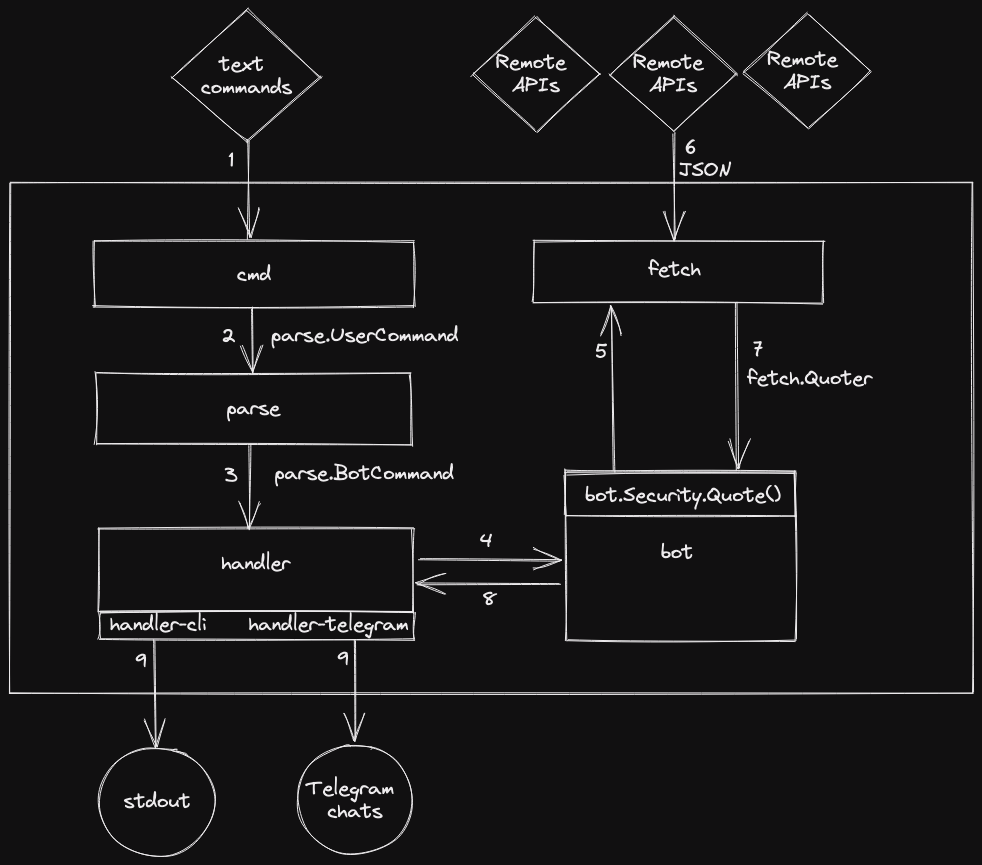 text
commands
Remote
APIs
Remote
APIs
Remote
APIs
1
6
JSON
cmd
fetch
2
parse.UserCommand
5
7
fetch.Quoter
parse
3
parse.BotCommand
bot.Security.Quote()
handler
4
bot
8
handler-cli
handler-telegram
9
9
stdout
Telegram
chats